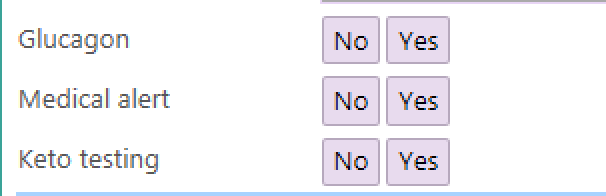 Glucagon No Yes
Medical alert No Yes
Keto testing No Yes